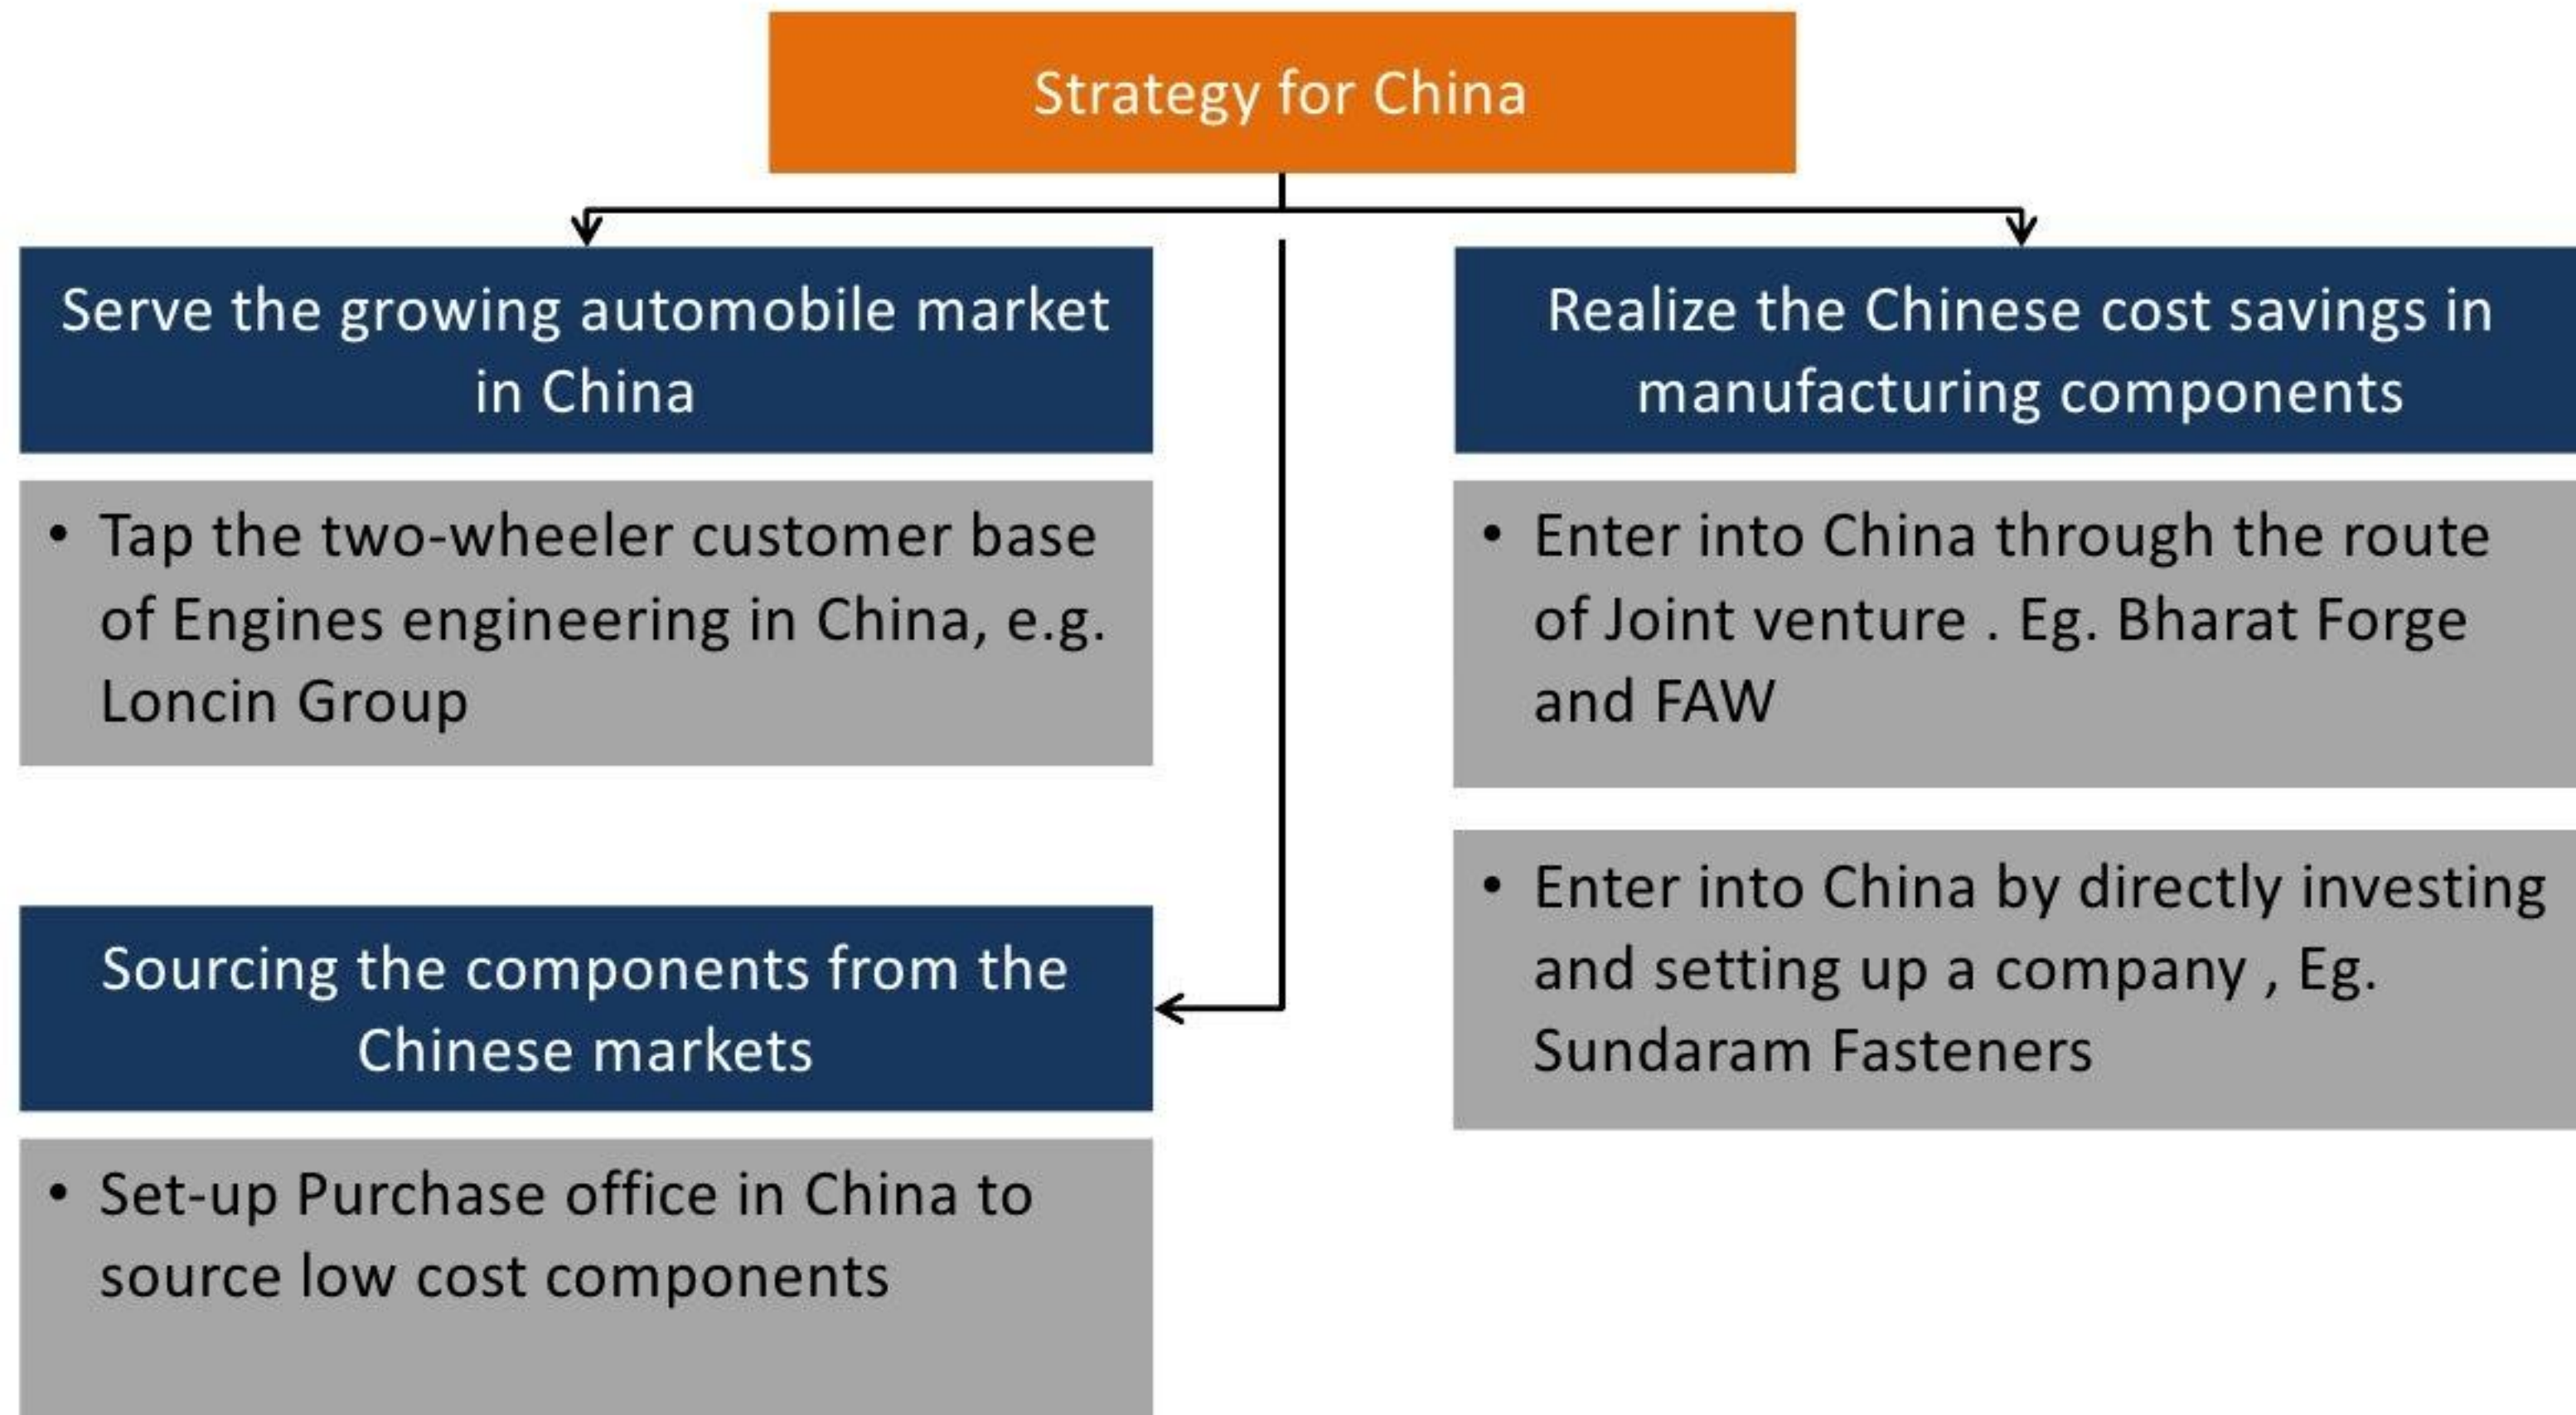 Strategy for China
Serve the growing automobile market
in China
• Tap the two-wheeler customer base
of Engines engineering in China, e.g.
Loncin Group
Sourcing the components from the
Chinese markets
• Set-up Purchase office in China to
source low cost components
Realize the Chinese cost savings in
manufacturing components
• Enter into China through the route
of Joint venture . Eg. Bharat Forge
and FAW
• Enter into China by directly investing
and setting up a company , Eg.
Sundaram Fasteners